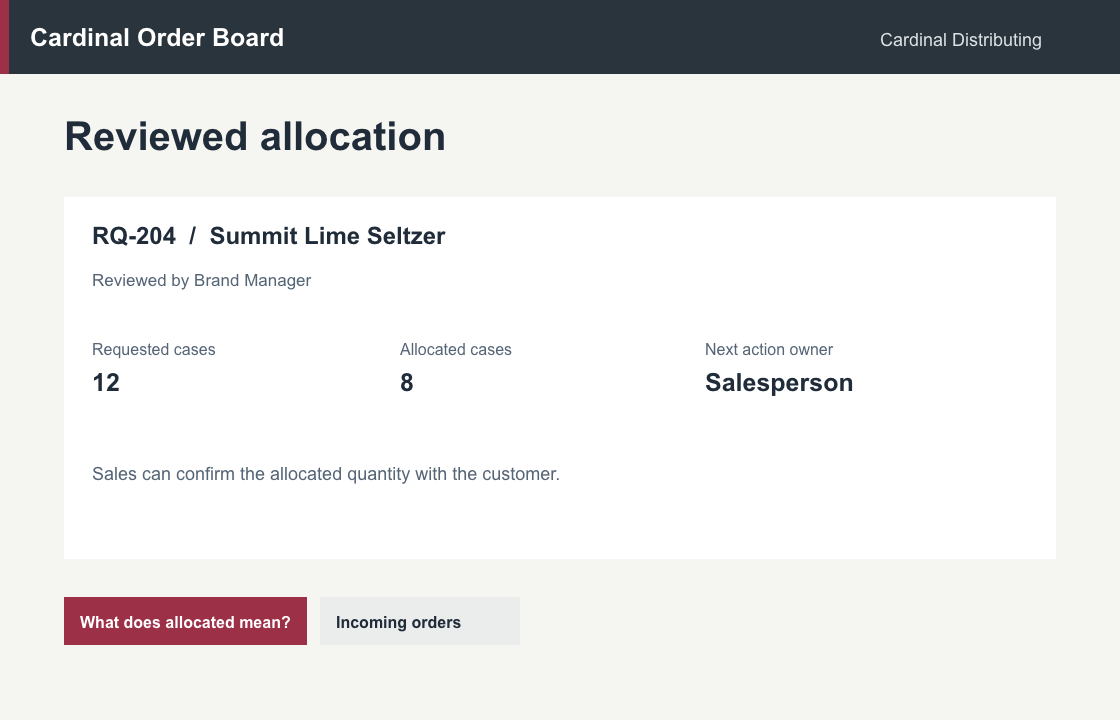 Cardinal Order Board
Cardinal Distributing
Reviewed allocation
RQ-204 / Summit Lime Seltzer
Reviewed by Brand Manager
Requested cases
Allocated cases
Next action owner
12
8
Salesperson
Sales can confirm the allocated quantity with the customer.
What does allocated mean?
Incoming orders